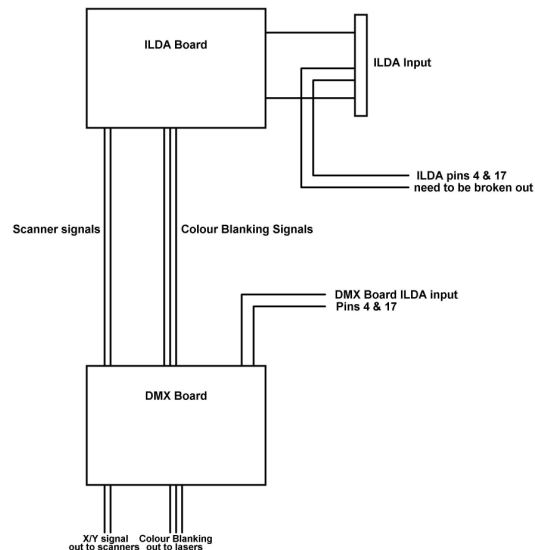 ILDA Board
ILDA Input
ILDA pins 4 & 17
need to be broken out
Scanner signals
Colour Blanking Signals
DMX Board ILDA input
Pins 4 & 17
DMX Board
X/Y signal
out to scanners
Colour Blanking
out to lasers